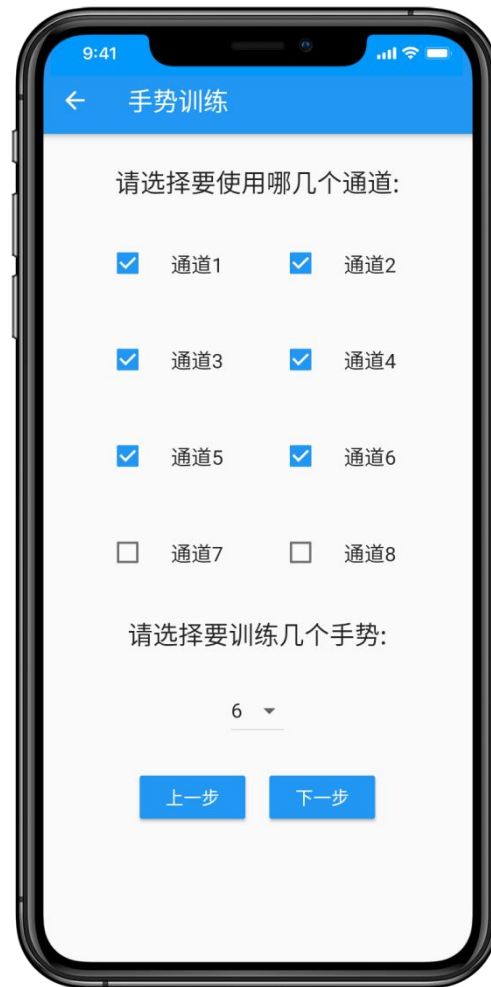 9:41
手势训练
请选择要使用哪几个通道:
通道1 通道2
通道3 通道4
通道5 通道6
通道7 通道8
请选择要训练几个手势:
6
上一步 下一步